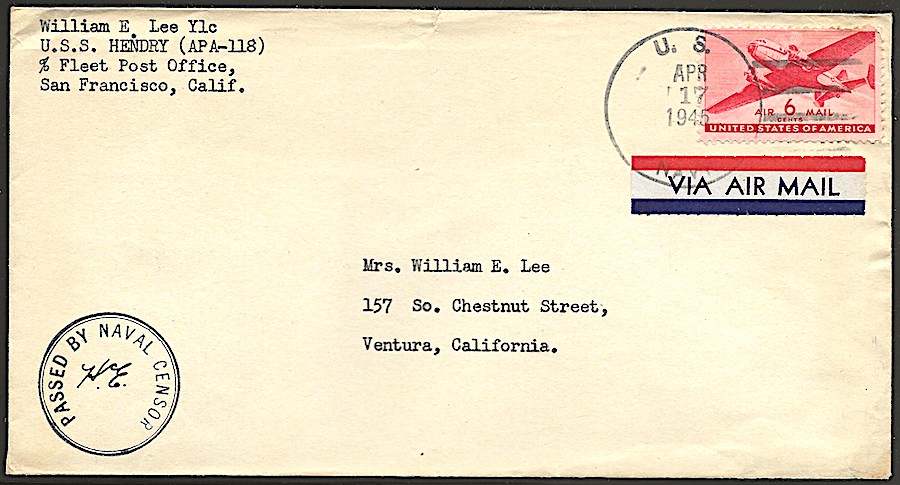 William E. Lee Ylc
U.S.S. HENDRY (APA-118)
% Fleet Post Office,
San Francisco, Calif.
U. S.
APR
17
1945
NAVY
AIR 6 MAIL
CENTS
UNITED STATES OF AMERICA
VIA AIR MAIL
Mrs. William E. Lee
157 So. Chestnut Street,
Ventura, California.
PASSED BY NAVAL CENSOR